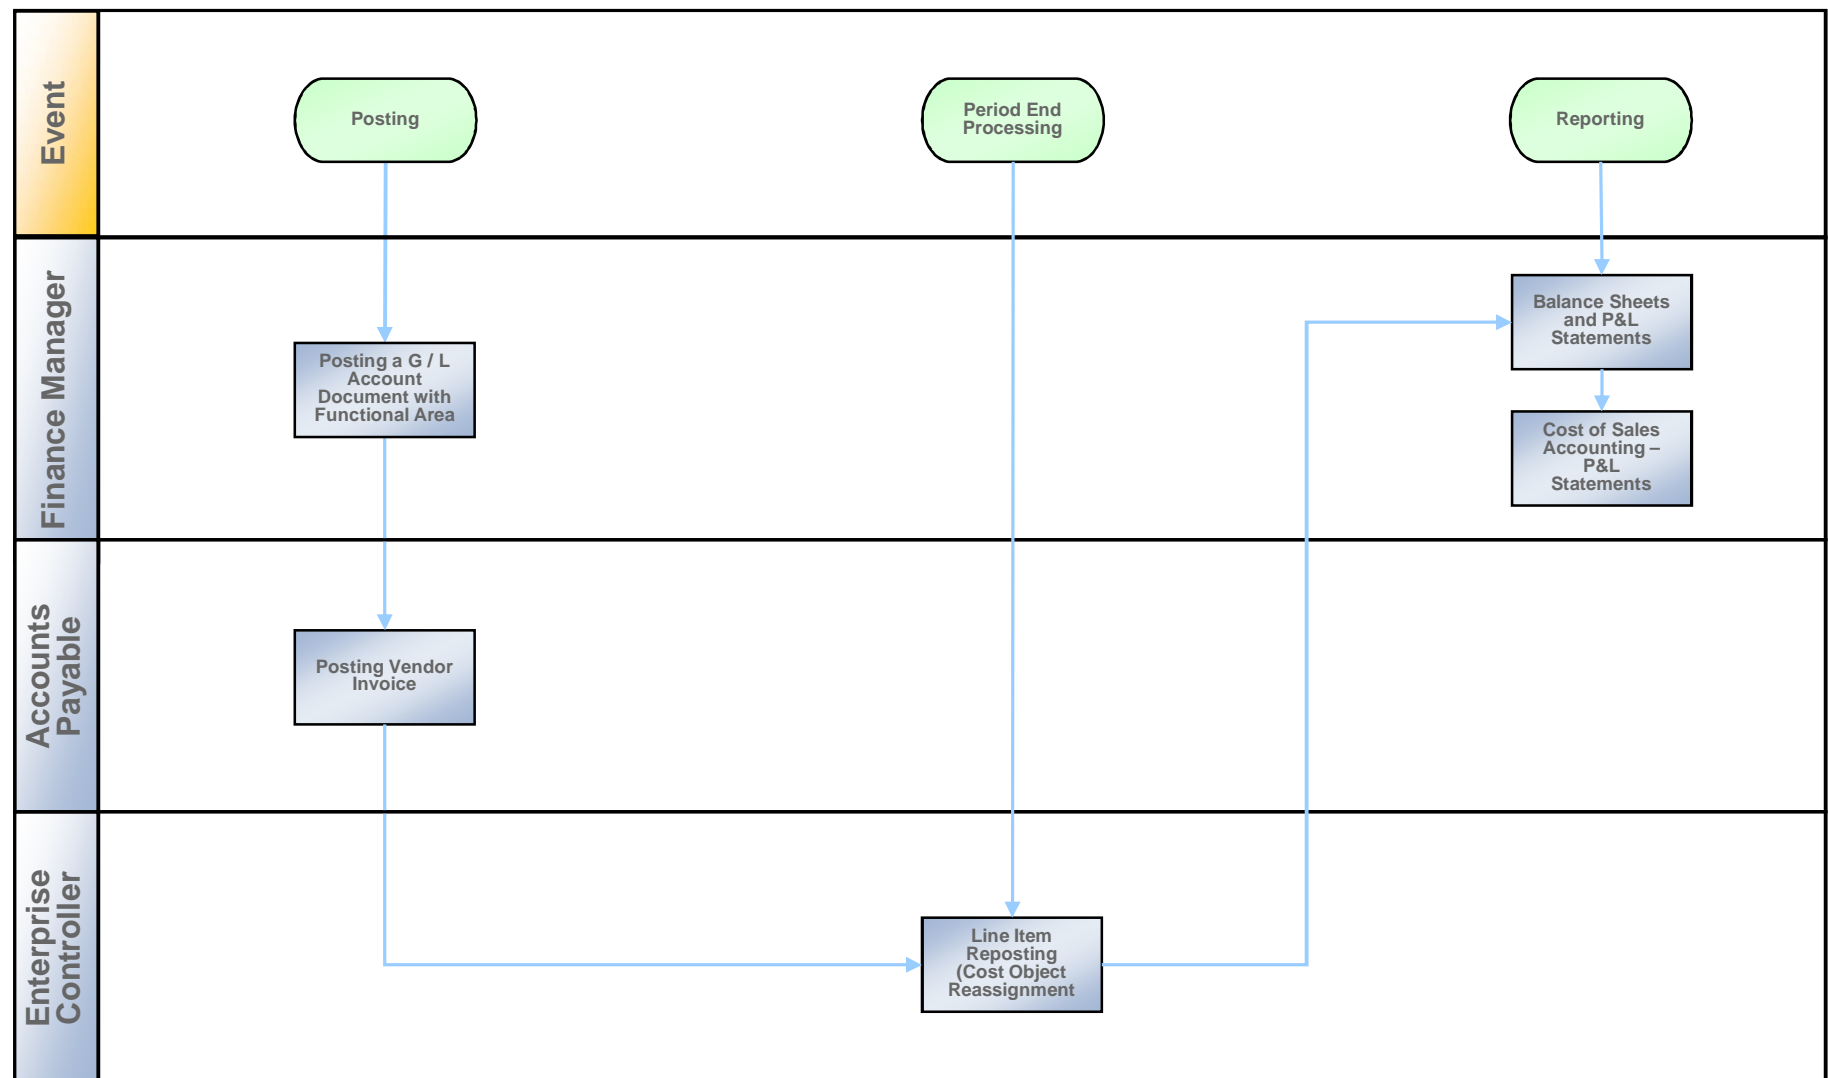 Event
Posting
Period End
Processing
Reporting
Finance Manager
Posting a G / L
Account
Document with
Functional Area
Balance Sheets
and P&L
Statements
Cost of Sales
Accounting –
P&L
Statements
Accounts
Payable
Posting Vendor
Invoice
Enterprise
Controller
Line Item
Reposting
(Cost Object
Reassignment